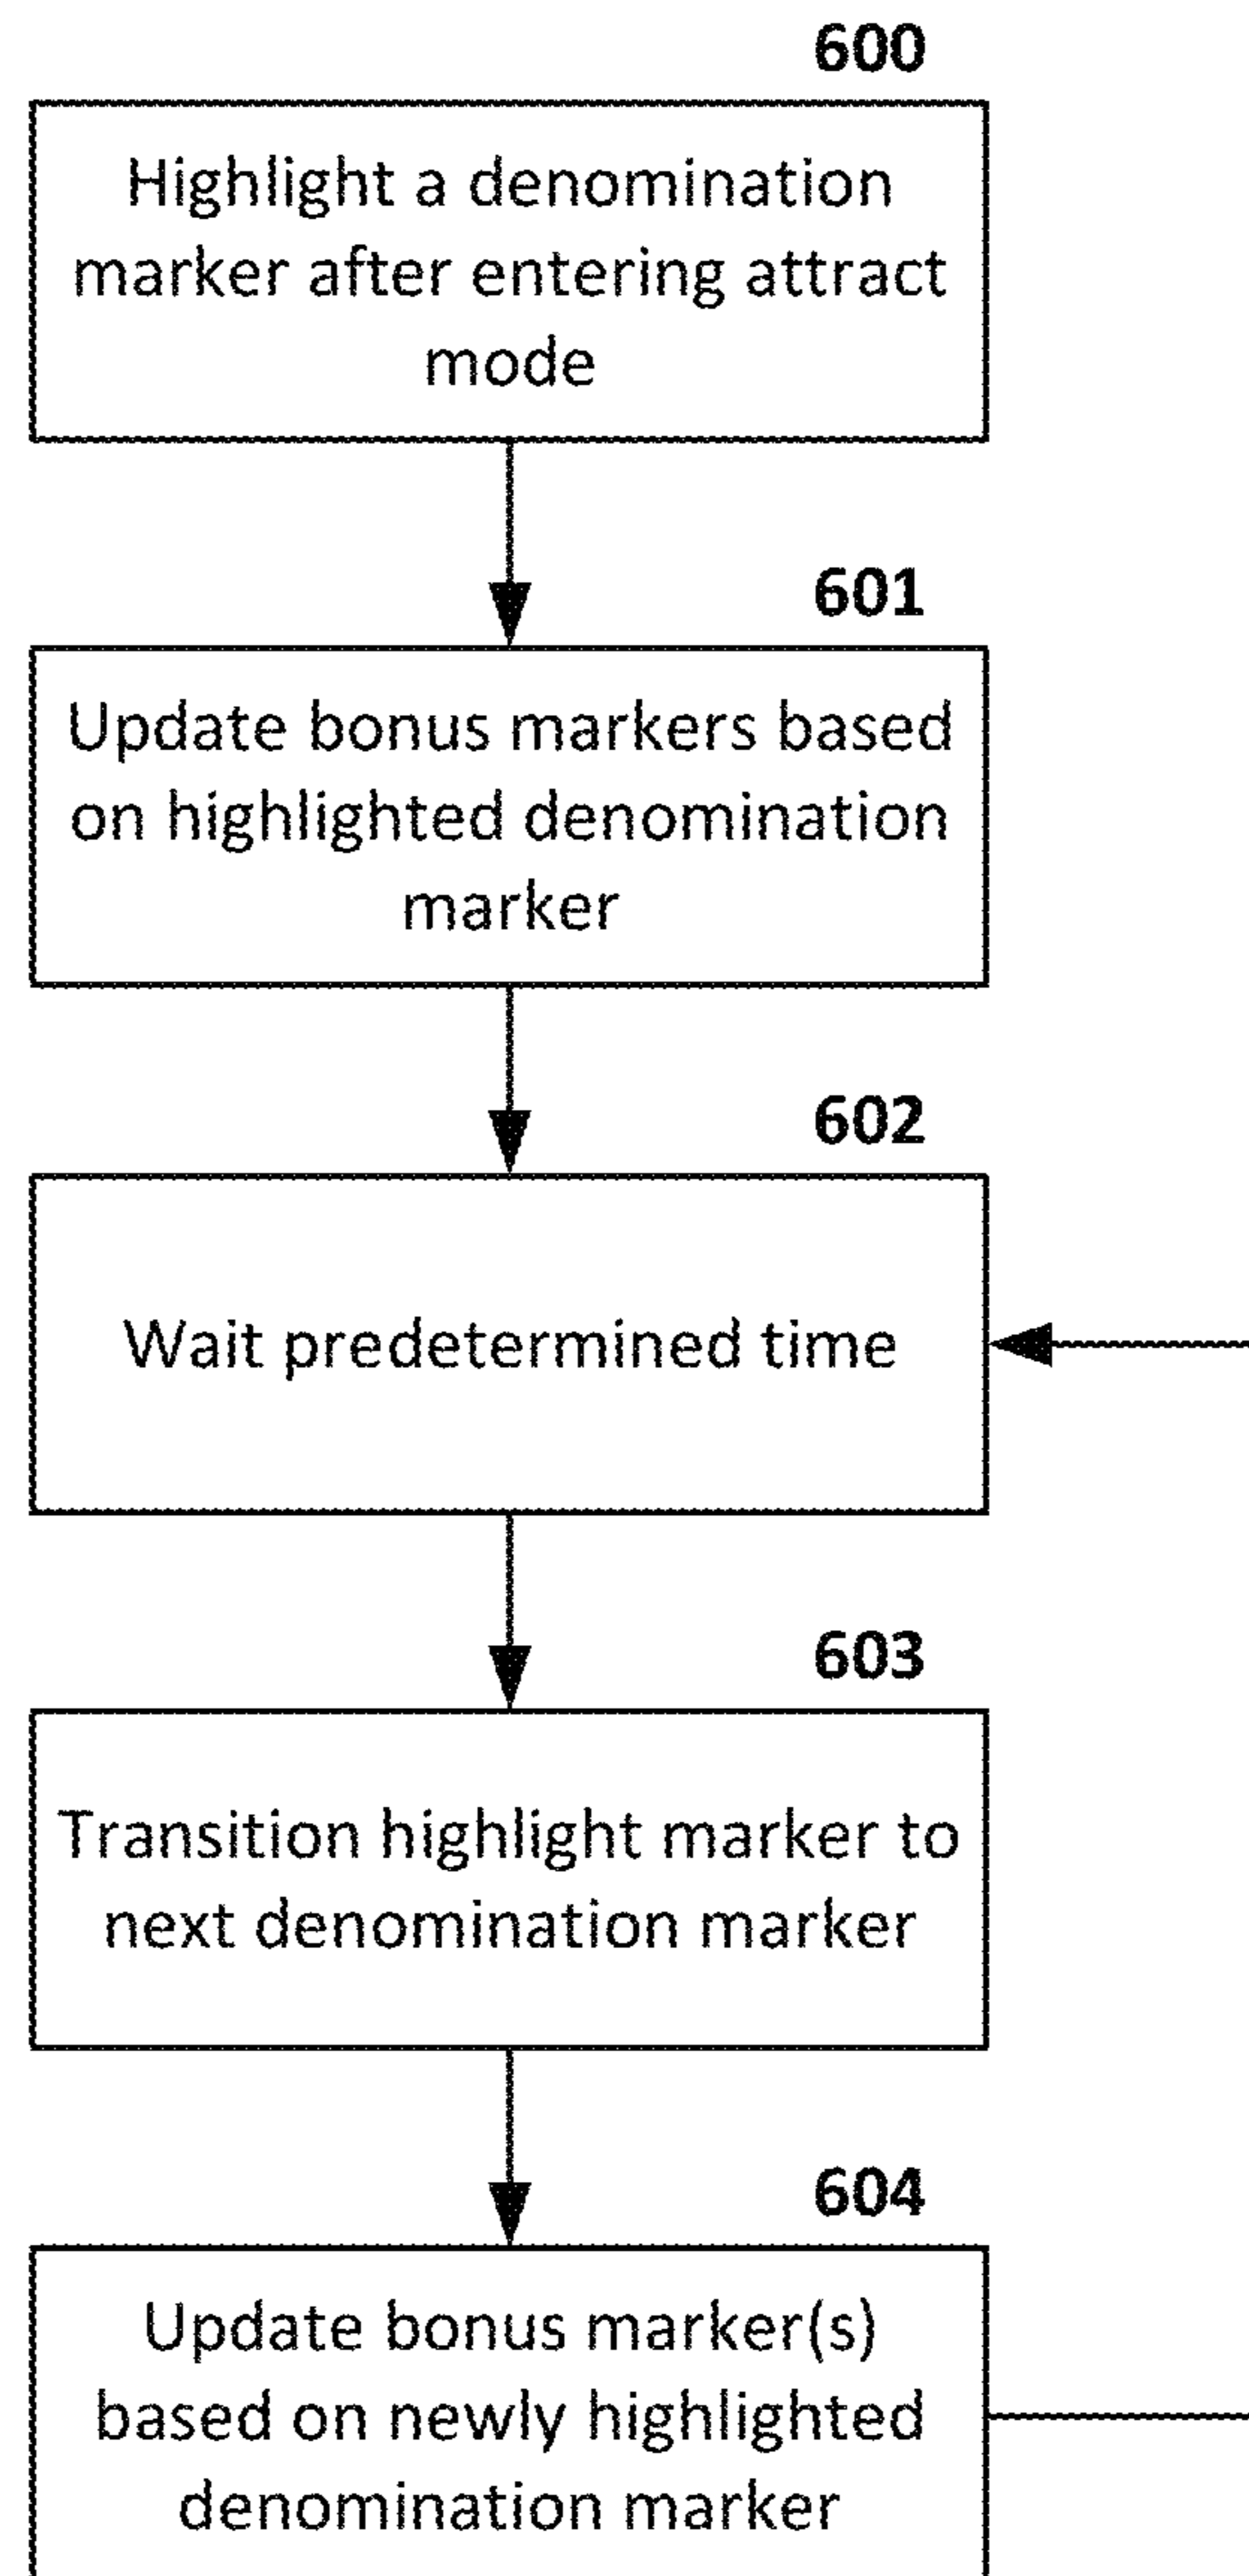 600
Highlight a denomination
marker after entering attract
mode
601
Update bonus markers based
on highlighted denomination
marker
602
Wait predetermined time
603
Transition highlight marker to
next denomination marker
604
Update bonus marker(s)
based on newly highlighted
denomination marker